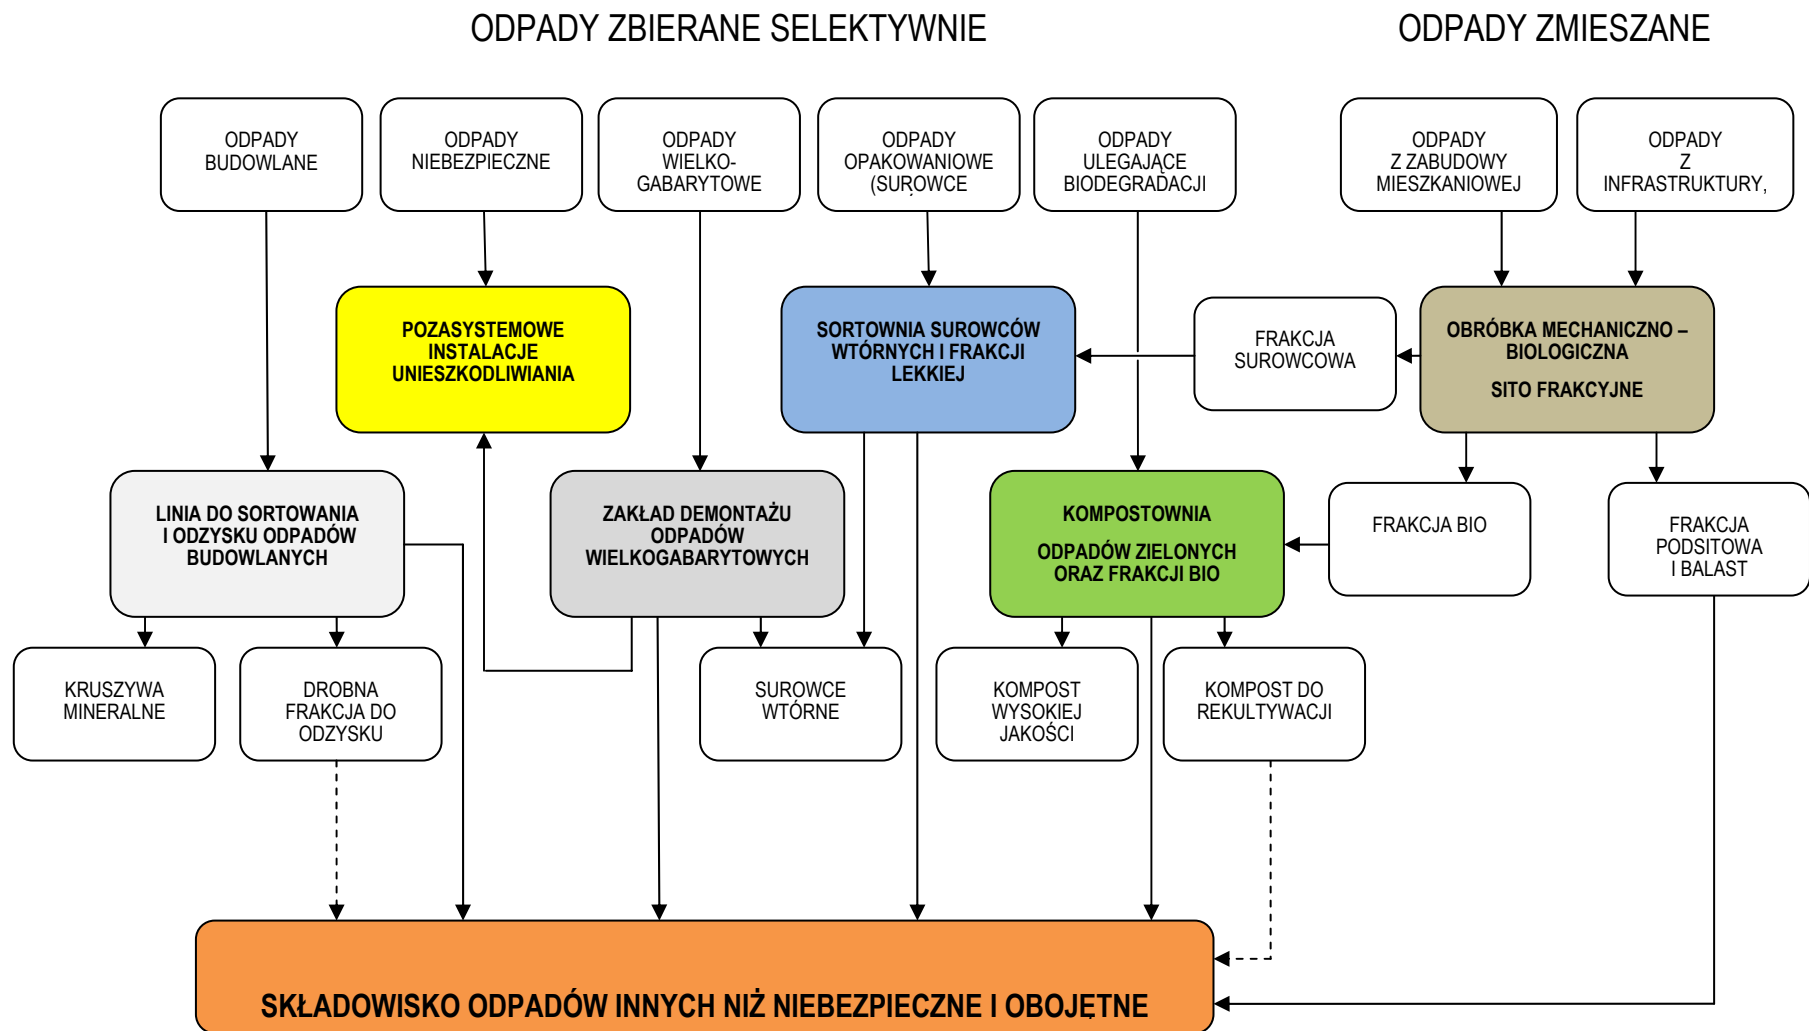 ODPADY ZBIERANE SELEKTYWNIE
ODPADY ZMIESZANE
ODPADY
BUDOWLANE
ODPADY
NIEBEZPIECZNE
ODPADY
WIELKO-
GABARYTOWE
ODPADY
OPAKOWANIOWE
(SUROWCE
ODPADY
ULEGAJĄCE
BIODEGRADACJI
ODPADY
Z ZABUDOWY
MIESZKANIOWEJ
ODPADY
Z
INFRASTRUKTURY,
POZASYSTEMOWE
INSTALACJE
UNIESZKODLIWIANIA
SORTOWNIA SUROWCÓW
WTÓRNYCH I FRAKCJI
LEKKIEJ
FRAKCJA
SUROWCOWA
OBRÓBKA MECHANICZNO –
BIOLOGICZNA
SITO FRAKCYJNE
LINIA DO SORTOWANIA
I ODZYSKU ODPADÓW
BUDOWLANYCH
ZAKŁAD DEMONTAŻU
ODPADÓW
WIELKOGABARYTOWYCH
KOMPOSTOWNIA
ODPADÓW ZIELONYCH
ORAZ FRAKCJI BIO
FRAKCJA BIO
FRAKCJA
PODSITOWA
I BALAST
KRUSZYWA
MINERALNE
DROBNA
FRAKCJA DO
ODZYSKU
SUROWCE
WTÓRNE
KOMPOST
WYSOKIEJ
JAKOŚCI
KOMPOST DO
REKULTYWACJI
SKŁADOWISKO ODPADÓW INNYCH NIŻ NIEBEZPIECZNE I OBOJĘTNE